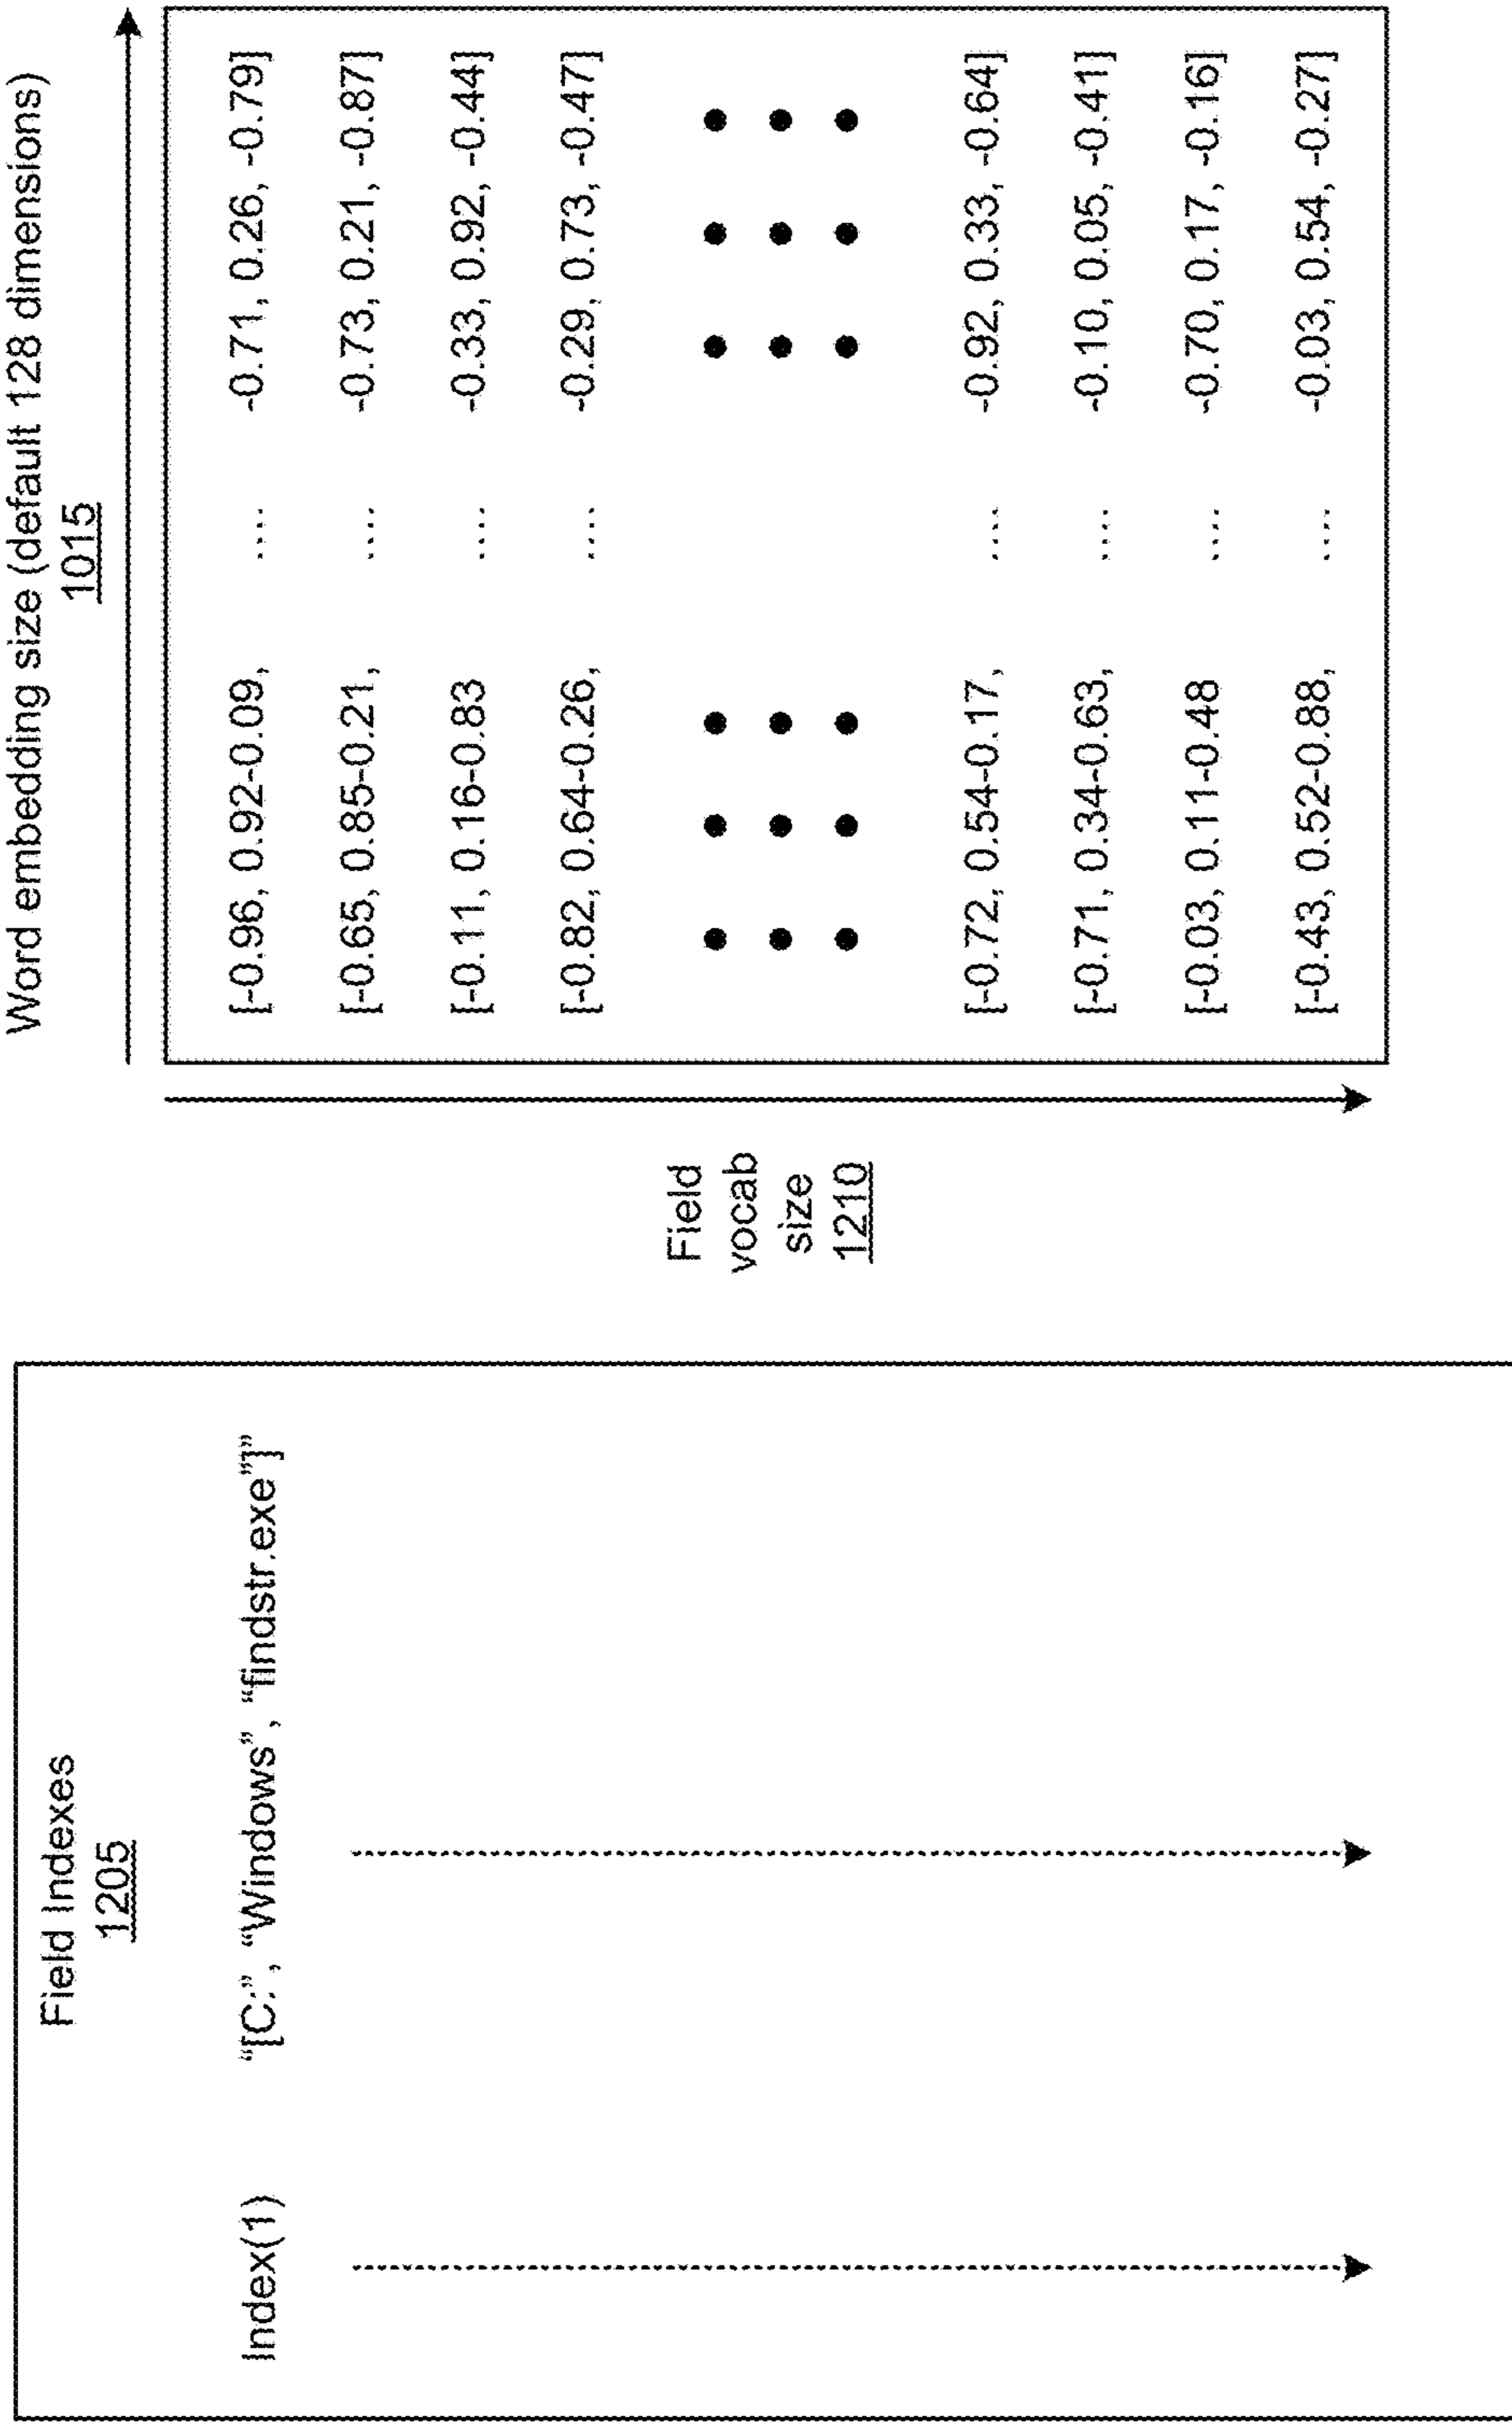 Field Indexes
1205
Index(1) “[C:”, “Windows”, “findstr.exe”]”
Field
vocab
size
1210
Word embedding size (default 128 dimensions)
1015
[-0.96, 0.92-0.09, .... -0.71, 0.26, -0.79]
[-0.65, 0.85-0.21, .... -0.73, 0.21, -0.87]
[-0.11, 0.16-0.83 .... -0.33, 0.92, -0.44]
[-0.82, 0.64-0.26, .... -0.29, 0.73, -0.47]
[-0.72, 0.54-0.17, .... -0.92, 0.33, -0.64]
[-0.71, 0.34-0.63, .... -0.10, 0.05, -0.41]
[-0.03, 0.11-0.48 .... -0.70, 0.17, -0.16]
[-0.43, 0.52-0.88, .... -0.03, 0.54, -0.27]